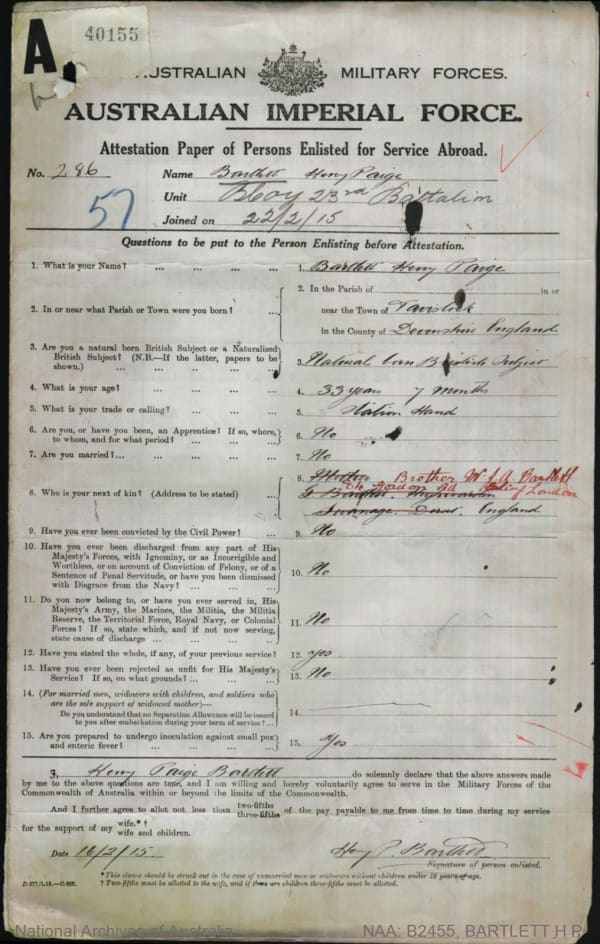 A
40155
AUSTRALIAN MILITARY FORCES.
AUSTRALIAN IMPERIAL FORCE.
Attestation Paper of Persons Enlisted for Service Abroad.
No. 286 Name Bartlett Henry Paige
Unit B Coy 23rd Battalion
57
Joined on 22/2/15
Questions to be put to the Person Enlisting before Attestation.
1. What is your Name? ... ... ... ... 1. Bartlett Henry Paige
2. In or near what Parish or Town were you born? ... 2. In the Parish of in or
near the Town of Tavistock
in the County of Devonshire England
3. Are you a natural born British Subject or a Naturalized
British Subject? (N.B.—If the latter, papers to be
shown.) ... ... ... ... 3. Natural born British Subject
4. What is your age? ... ... ... ... 4. 33 years 7 months
5. What is your trade or calling? ... ... ... 5. Station Hand
6. Are you, or have you been, an Apprentice? If so, where,
to whom, and for what period? ... ... ... 6. No
7. Are you married? ... ... ... ... 7. No
8. Who is your next of kin? (Address to be stated) ... 8. Mother Brother W. J. A. Bartlett
Gordon Rd Ealing London
Bartlett
Swanage Dorset England
9. Have you ever been convicted by the Civil Power? ... 9. No
10. Have you ever been discharged from any part of His
Majesty's Forces, with Ignominy, or as Incorrigible and
Worthless, or on account of Conviction of Felony, or of a
Sentence of Penal Servitude, or have you been dismissed
with Disgrace from the Navy? ... ... ... 10. No
11. Do you now belong to, or have you ever served in, His
Majesty's Army, the Marines, the Militia, the Militia
Reserve, the Territorial Force, Royal Navy, or Colonial
Forces? If so, state which, and if not now serving,
state cause of discharge ... ... ... 11. No
12. Have you stated the whole, if any, of your previous service? 12. yes
13. Have you ever been rejected as unfit for His Majesty's
Service? If so, on what grounds? ... ... ... 13. No
14. (For married men, widowers with children, and soldiers who
are the sole support of widowed mother)—
Do you understand that no Separation Allowance will be issued
to you after embarkation during your term of service? ... 14.
15. Are you prepared to undergo inoculation against small pox
and enteric fever? ... ... ... ... 15. Yes
I, Henry Paige Bartlett do solemnly declare that the above answers made
by me to the above questions are true, and I am willing and hereby voluntarily agree to serve in the Military Forces of the
Commonwealth of Australia within or beyond the limits of the Commonwealth.
And I further agree to allot not less than two-fifths three-fifths of the pay payable to me from time to time during my service
for the support of my wife.*† wife and children.
Date 16/2/15. Henry P. Bartlett
Signature of person enlisted.
* This clause should be struck out in the case of unmarried men or widowers without children under 18 years of age.
† Two-fifths must be allotted to the wife, and if there are children three-fifths must be allotted.
National Archives of Australia NAA: B2455, BARTLETT H R